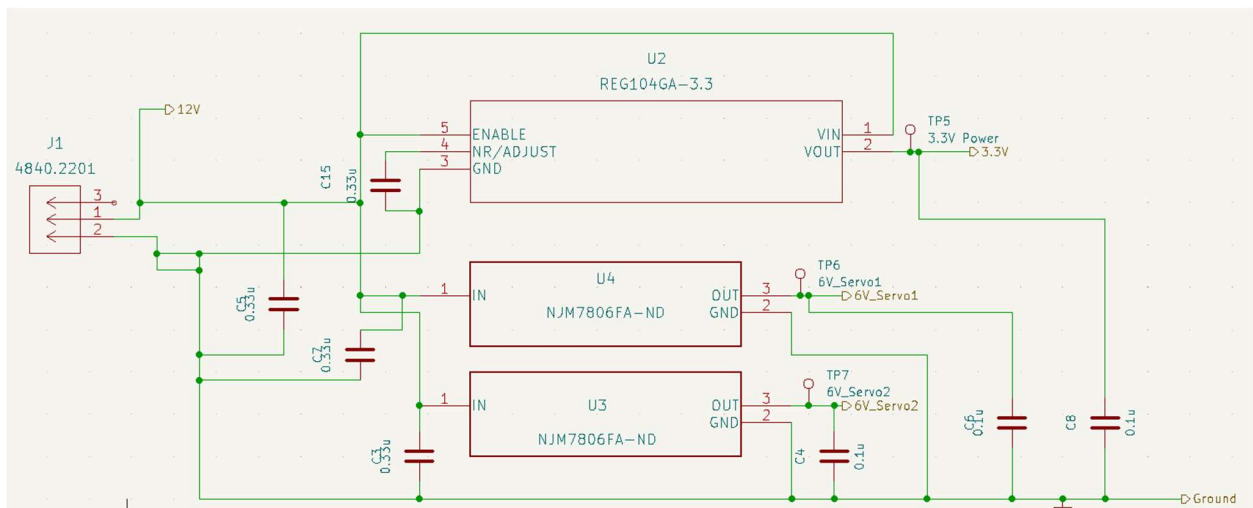 U2
REG104GA-3.3
12V
J1
4840.2201
3
1
2
5 ENABLE
4 NR/ADJUST
3 GND
VIN 1
VOUT 2
TP5
3.3V Power
3.3V
C15
0.33u
U4
NJM7806FA-ND
1 IN
OUT 3
GND 2
TP6
6V_Servo1
6V_Servo1
C5
0.33u
C7
0.33u
U3
NJM7806FA-ND
1 IN
OUT 3
GND 2
TP7
6V_Servo2
6V_Servo2
C3
0.33u
C4
0.1u
C6
0.1u
C8
0.1u
Ground